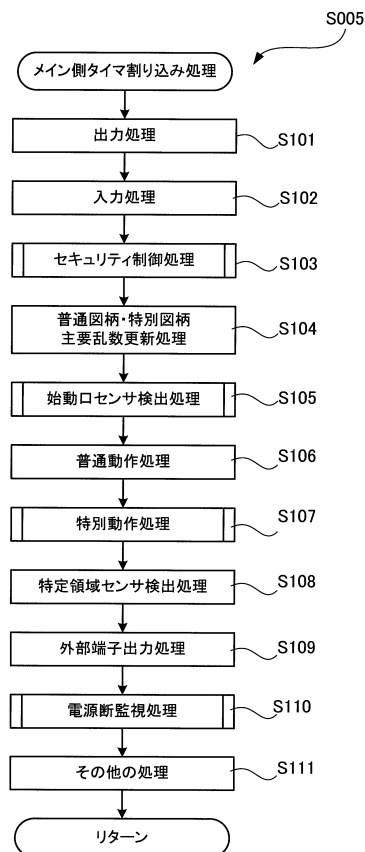 S005
メイン側タイマ割り込み処理
出力処理
S101
入力処理
S102
セキュリティ制御処理
S103
普通図柄・特別図柄
主要乱数更新処理
S104
始動口センサ検出処理
S105
普通動作処理
S106
特別動作処理
S107
特定領域センサ検出処理
S108
外部端子出力処理
S109
電源断監視処理
S110
その他の処理
S111
リターン